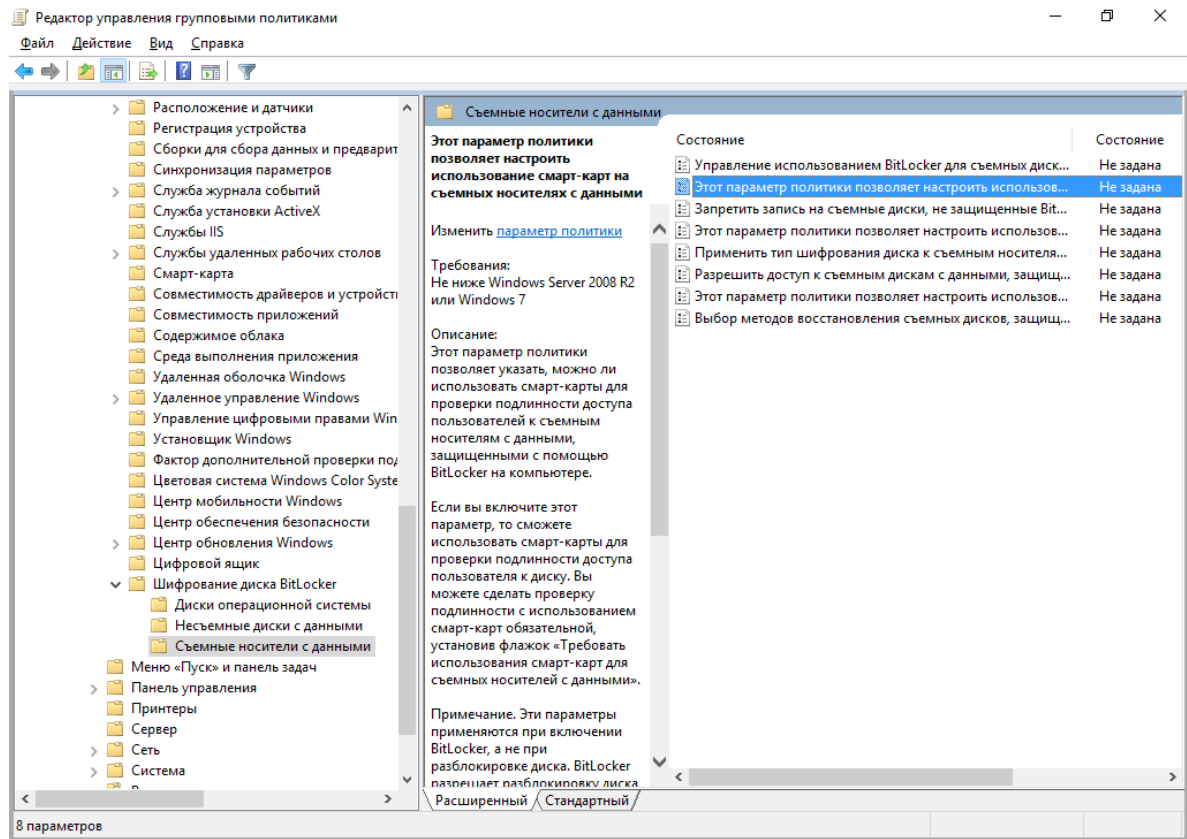 Редактор управления групповыми политиками
Файл Действие Вид Справка
Расположение и датчики
Регистрация устройства
Сборки для сбора данных и предварит
Синхронизация параметров
Служба журнала событий
Служба установки ActiveX
Службы IIS
Службы удаленных рабочих столов
Смарт-карта
Совместимость драйверов и устройст
Совместимость приложений
Содержимое облака
Среда выполнения приложения
Удаленная оболочка Windows
Удаленное управление Windows
Управление цифровыми правами Win
Установщик Windows
Фактор дополнительной проверки по
Цветовая система Windows Color Syste
Центр мобильности Windows
Центр обеспечения безопасности
Центр обновления Windows
Цифровой ящик
Шифрование диска BitLocker
Диски операционной системы
Несъемные диски с данными
Съемные носители с данными
Меню «Пуск» и панель задач
Панель управления
Принтеры
Сервер
Сеть
Система
Съемные носители с данными
Этот параметр политики
позволяет настроить
использование смарт-карт на
съемных носителях с данными
Изменить параметр политики
Требования:
Не ниже Windows Server 2008 R2
или Windows 7
Описание:
Этот параметр политики
позволяет указать, можно ли
использовать смарт-карты для
проверки подлинности доступа
пользователей к съемным
носителям с данными,
защищенными с помощью
BitLocker на компьютере.
Если вы включите этот
параметр, то сможете
использовать смарт-карты для
проверки подлинности доступа
пользователя к диску. Вы
можете сделать проверку
подлинности с использованием
смарт-карт обязательной,
установив флажок «Требовать
использования смарт-карт для
съемных носителей с данными».
Примечание. Эти параметры
применяются при включении
BitLocker, а не при
разблокировке диска. BitLocker
разрешает разблокировку диска
Состояние Состояние
Управление использованием BitLocker для съемных диск... Не задана
Этот параметр политики позволяет настроить использов... Не задана
Запретить запись на съемные диски, не защищенные Bit... Не задана
Этот параметр политики позволяет настроить использов... Не задана
Применить тип шифрования диска к съемным носителя... Не задана
Разрешить доступ к съемным дискам с данными, защищ... Не задана
Этот параметр политики позволяет настроить использов... Не задана
Выбор методов восстановления съемных дисков, защищ... Не задана
Расширенный Стандартный
8 параметров